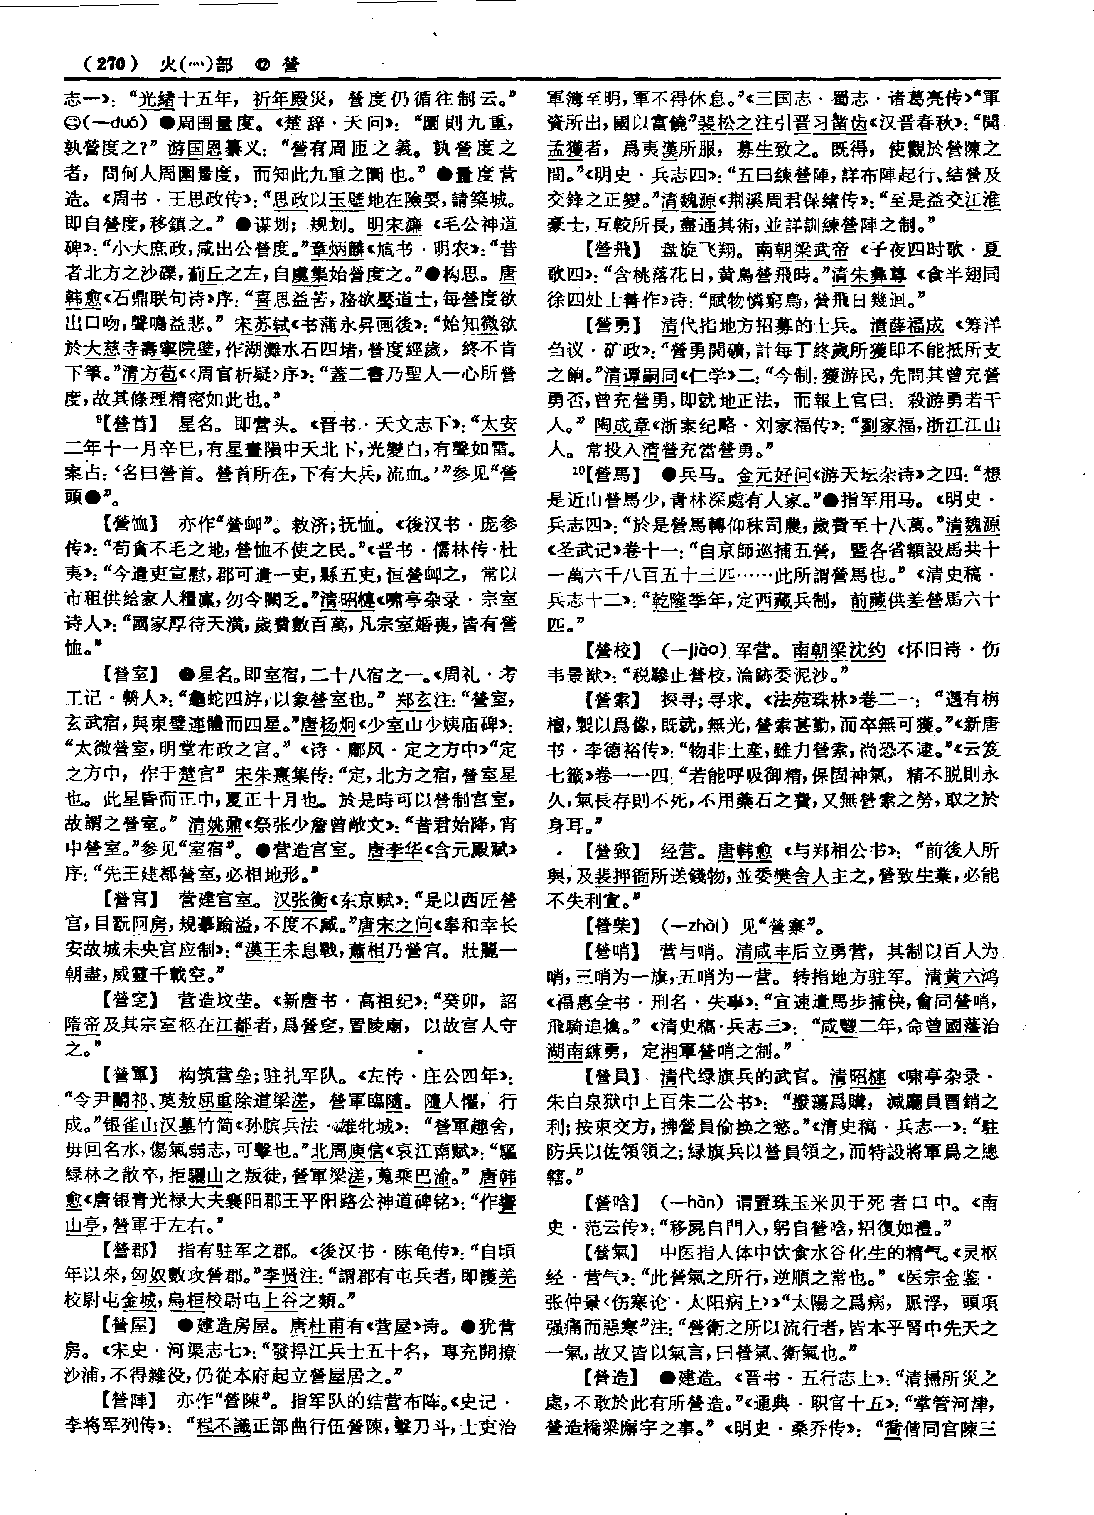 （270） 火(灬)部 ⑫ 營
志一》：“光緒十五年，祈年殿災，營度仍循往制云。”
㊁(—duó) ❶周围量度。《楚辞·天问》：“圜則九重，
孰營度之？”游国恩纂义：“營有周匝之義。孰營度之
者，問何人周圍量度，而知此九重之圜也。”❷量度营
造。《周书·王思政传》：“思政以玉壁地在險要，請築城。
即自營度，移鎮之。”❸谋划；规划。明宋濂《毛公神道
碑》：“小大庶政，咸出公營度。”章炳麟《訄书·明农》：“昔
者北方之沙礫，薊丘之左，自虞集始營度之。”❹构思。唐
韩愈《石鼎联句诗》序：“喜思益苦，務欲壓道士，每營度欲
出口吻，聲鳴益悲。”宋苏轼《书蒲永昇画後》：“始知微欲
於大慈寺壽寧院壁，作湖灘水石四堵，營度經歲，終不肯
下筆。”清方苞《〈周官析疑〉序》：“蓋二書乃聖人一心所營
度，故其條理精密如此也。”
⁹【營首】 星名。即营头。《晋书·天文志下》：“太安
二年十一月辛巳，有星晝隕中天北下，光變白，有聲如雷。
案占：‘名曰營首。營首所在，下有大兵，流血。’”参见“營
頭❶”。
【營恤】 亦作“營卹”。救济；抚恤。《後汉书·庞参
传》：“苟貪不毛之地，營恤不使之民。”《晋书·儒林传·杜
夷》：“今遣吏宣慰，郡可遣一吏，縣五吏，恒營卹之，常以
市租供給家人糧廩，勿令闕乏。”清昭槤《啸亭杂录·宗室
诗人》：“國家厚待天潢，歲費數百萬，凡宗室婚喪，皆有營
恤。”
【營室】 ❶星名。即室宿，二十八宿之一。《周礼·考
工记·輈人》：“龜蛇四斿，以象營室也。”郑玄注：“營室，
玄武宿，與東壁連體而四星。”唐杨炯《少室山少姨庙碑》：
“太微營室，明堂布政之宫。”《诗·鄘风·定之方中》“定
之方中，作于楚宫”宋朱熹集传：“定，北方之宿，營室星
也。此星昏而正中，夏正十月也。於是時可以營制宫室，
故謂之營室。”清姚鼐《祭张少詹曾敞文》：“昔君始降，宵
中營室。”参见“室宿”。❷营造宫室。唐李华《含元殿赋》
序：“先王建都營室，必相地形。”
【營宫】 营建宫室。汉张衡《东京赋》：“是以西匠營
宫，目翫阿房，規摹踰溢，不度不臧。”唐宋之问《奉和幸长
安故城未央宫应制》：“漢王未息戰，蕭相乃營宫。壯麗一
朝盡，威靈千載空。”
【營窆】 营造坟茔。《新唐书·高祖纪》：“癸卯，詔
隋帝及其宗室柩在江都者，爲營窆，置陵廟，以故宫人守
之。”
【營軍】 构筑营垒；驻扎军队。《左传·庄公四年》：
“令尹鬬祁、莫敖屈重除道梁溠，營軍臨隨。隨人懼，行
成。”银雀山汉墓竹简《孙膑兵法·雄牝城》：“營軍趣舍，
毋回名水，傷氣弱志，可擊也。”北周庾信《哀江南赋》：“驅
緑林之散卒，拒驪山之叛徒，營軍梁溠，蒐乘巴渝。”唐韩
愈《唐银青光禄大夫襄阳郡王平阳路公神道碑铭》：“作響
山亭，營軍于左右。”
【營郡】 指有驻军之郡。《後汉书·陈龟传》：“自頃
年以來，匈奴數攻營郡。”李贤注：“謂郡有屯兵者，即護羌
校尉屯金城，烏桓校尉屯上谷之類。”
【營屋】 ❶建造房屋。唐杜甫有《营屋》诗。❷犹营
房。《宋史·河渠志七》：“發捍江兵士五十名，專充開撩
沙浦，不得雜役，仍從本府起立營屋居之。”
【營陣】 亦作“營陳”。指军队的结营布阵。《史记·
李将军列传》：“程不識正部曲行伍營陳，擊刀斗，士吏治
軍簿至明，軍不得休息。”《三国志·蜀志·诸葛亮传》“軍
資所出，國以富饒”裴松之注引晋习凿齿《汉晋春秋》：“聞
孟獲者，爲夷漢所服，募生致之。既得，使觀於營陳之
間。”《明史·兵志四》：“五曰練營陣，詳布陣起行、結營及
交鋒之正變。”清魏源《荆溪周君保绪传》：“至是益交江淮
豪士，互較所長，盡通其術，並詳訓練營陣之制。”
【營飛】 盘旋飞翔。南朝梁武帝《子夜四时歌·夏
歌四》：“含桃落花日，黄鳥營飛時。”清朱彝尊《食半翅同
徐四处士善作》诗：“賦物憐窮鳥，營飛日幾迴。”
【營勇】 清代指地方招募的士兵。清薛福成《筹洋
刍议·矿政》：“營勇開礦，計每丁終歲所獲即不能抵所支
之餉。”清谭嗣同《仁学》二：“今制：獲游民，先問其曾充營
勇否，曾充營勇，即就地正法，而報上官曰：殺游勇若干
人。”陶成章《浙案纪略·刘家福传》：“劉家福，浙江江山
人。常投入清營充當營勇。”
¹⁰【營馬】 ❶兵马。金元好问《游天坛杂诗》之四：“想
是近山營馬少，青林深處有人家。”❷指军用马。《明史·
兵志四》：“於是營馬轉仰秣司農，歲費至十八萬。”清魏源
《圣武记》卷十一：“自京師巡捕五營，暨各省額設馬共十
一萬六千八百五十三匹……此所謂營馬也。”《清史稿·
兵志十二》：“乾隆季年，定西藏兵制，前藏供差營馬六十
匹。”
【營校】 (—jiào) 军营。南朝梁沈约《怀旧诗·伤
韦景猷》：“税驂止營校，淪跡委泥沙。”
【營索】 探寻；寻求。《法苑珠林》卷二一：“還有栴
檀，製以爲像，既就，無光，營索甚勤，而卒無可獲。”《新唐
书·李德裕传》：“物非土産，雖力營索，尚恐不逮。”《云笈
七籤》卷一一四：“若能呼吸御精，保固神氣，精不脱則永
久，氣長存則不死，不用藥石之費，又無營索之勞，取之於
身耳。”
【營致】 经营。唐韩愈《与郑相公书》：“前後人所
與，及裴押衙所送錢物，並委樊舍人主之，營致生業，必能
不失利宜。”
【營柴】 (—zhài) 见“營寨”。
【營哨】 营与哨。清咸丰后立勇营，其制以百人为
哨，三哨为一旗，五哨为一营。转指地方驻军。清黄六鸿
《福惠全书·刑名·失事》：“宜速遣馬步捕快，會同營哨，
飛騎追擒。”《清史稿·兵志三》：“咸豐二年，命曾國藩治
湖南練勇，定湘軍營哨之制。”
【營員】 清代绿旗兵的武官。清昭槤《啸亭杂录·
朱白泉狱中上百朱二公书》：“撥蕩爲購，減廳員酉銷之
利；按東交方，拂營員偷换之慾。”《清史稿·兵志一》：“駐
防兵以佐領領之；緑旗兵以營員領之，而特設將軍爲之總
轄。”
【營唅】 (—hàn) 谓置珠玉米贝于死者口中。《南
史·范云传》：“移屍自門入，躬自營唅，招復如禮。”
【營氣】 中医指人体中饮食水谷化生的精气。《灵枢
经·营气》：“此營氣之所行，逆順之常也。”《医宗金鉴·
张仲景〈伤寒论·太阳病上〉》“太陽之爲病，脈浮，頭項
强痛而惡寒”注：“營衛之所以流行者，皆本乎腎中先天之
一氣，故又皆以氣言，曰營氣、衛氣也。”
【營造】 ❶建造。《晋书·五行志上》：“清掃所災之
處，不敢於此有所營造。”《通典·职官十五》：“掌管河津，
營造橋梁廨宇之事。”《明史·桑乔传》：“喬偕同官陳三